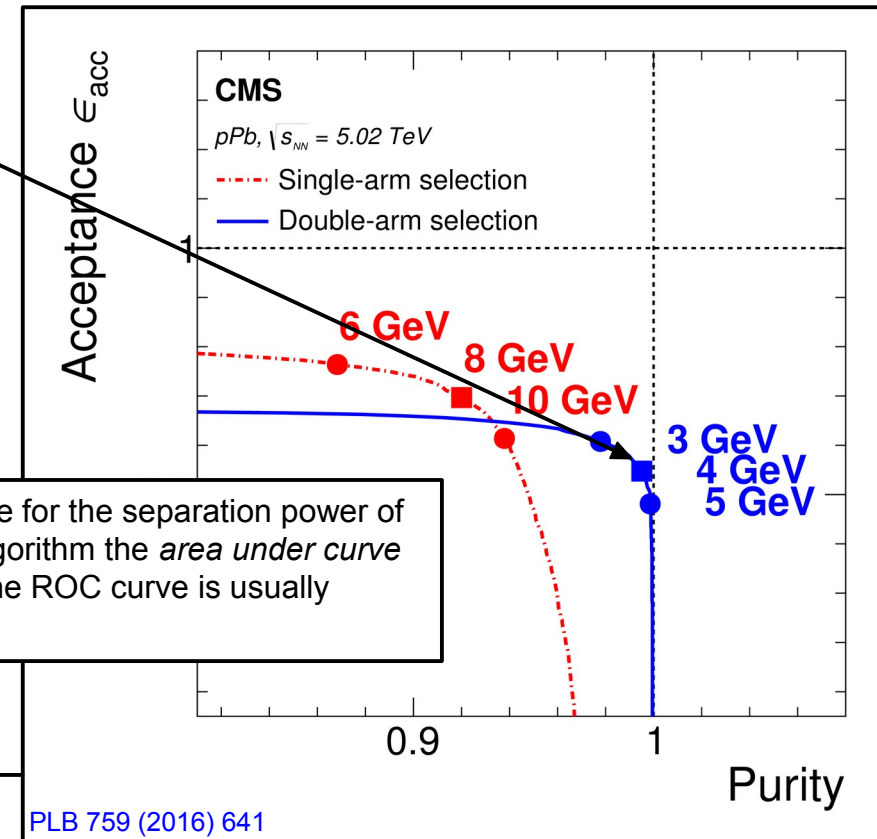 CMS
pPb, √s_NN = 5.02 TeV
Single-arm selection
Double-arm selection
Acceptance ϵacc
1
6 GeV
8 GeV
10 GeV
3 GeV
4 GeV
5 GeV
e for the separation power of
gorithm the area under curve
ne ROC curve is usually
0.9 1
Purity
PLB 759 (2016) 641